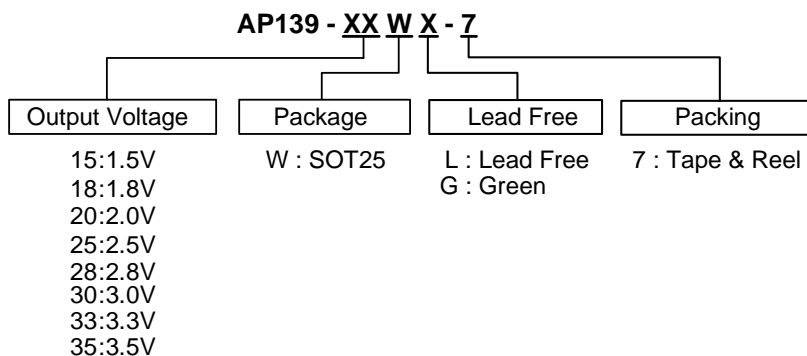 AP139 - XX W X - 7
Output Voltage
Package
Lead Free
Packing
15:1.5V
18:1.8V
20:2.0V
25:2.5V
28:2.8V
30:3.0V
33:3.3V
35:3.5V
W : SOT25
L : Lead Free
G : Green
7 : Tape & Reel